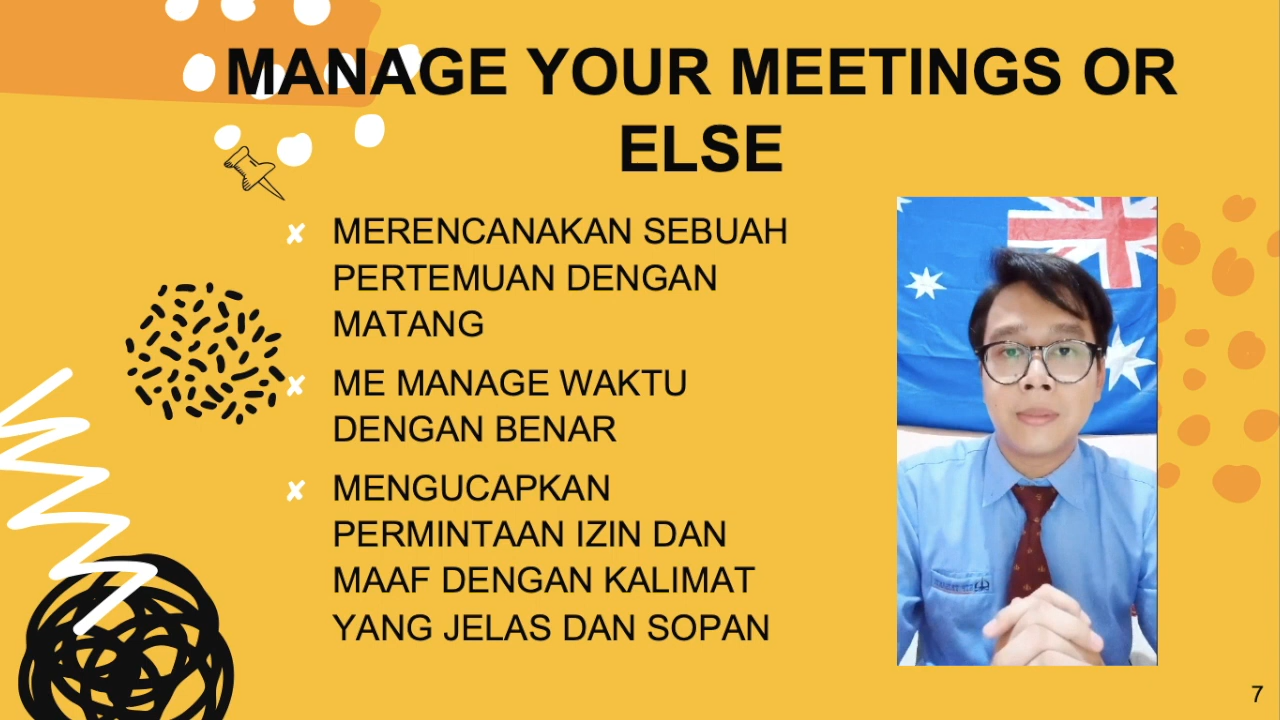 MANAGE YOUR MEETINGS OR
ELSE
MERENCANAKAN SEBUAH
PERTEMUAN DENGAN
MATANG
ME MANAGE WAKTU
DENGAN BENAR
MENGUCAPKAN
PERMINTAAN IZIN DAN
MAAF DENGAN KALIMAT
YANG JELAS DAN SOPAN
7